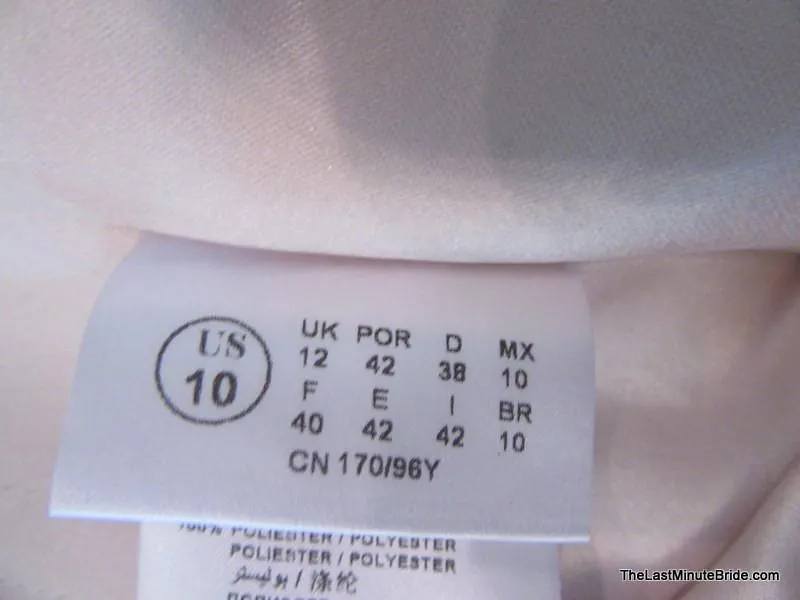 US
10
UK POR D MX
12 42 38 10
F E I BR
40 42 42 10
CN 170/96Y
100% POLIESTER / POLYESTER
POLIESTER / POLYESTER
/ 涤纶
TheLastMinuteBride.com